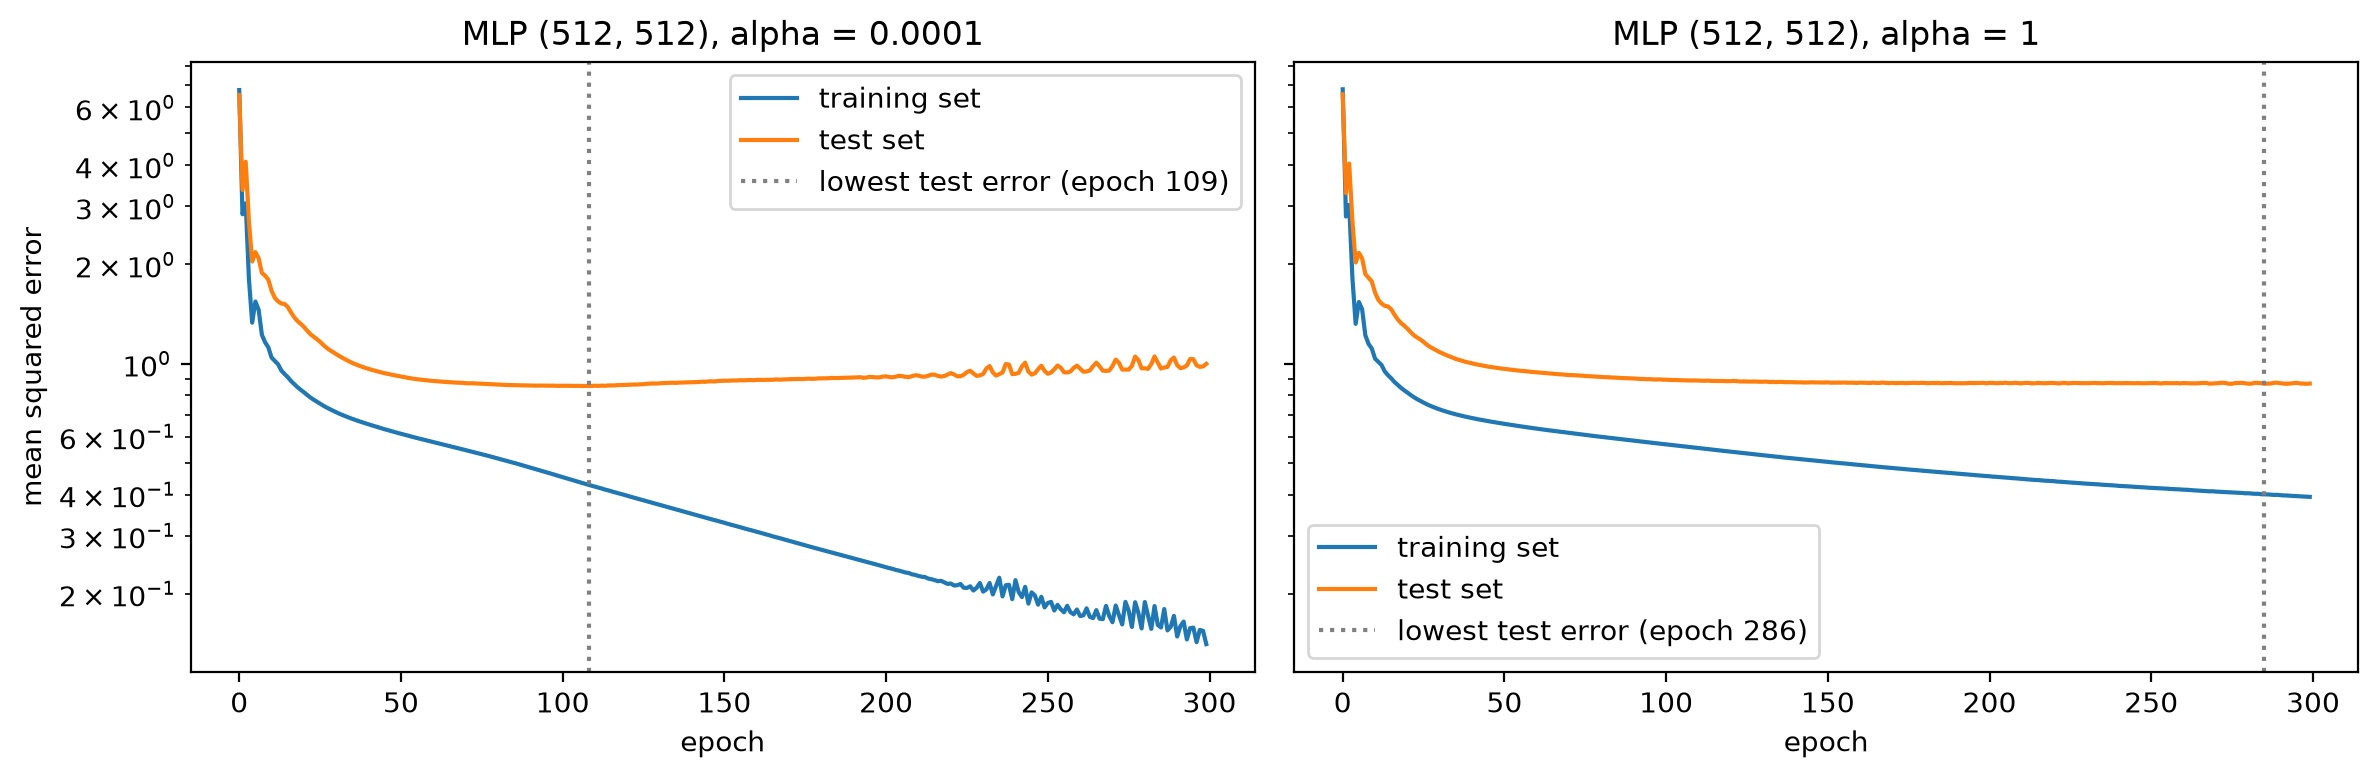 MLP (512, 512), alpha = 0.0001
mean squared error
6 × 10⁰
4 × 10⁰
3 × 10⁰
2 × 10⁰
10⁰
6 × 10⁻¹
4 × 10⁻¹
3 × 10⁻¹
2 × 10⁻¹
training set
test set
lowest test error (epoch 109)
0 50 100 150 200 250 300
epoch
MLP (512, 512), alpha = 1
training set
test set
lowest test error (epoch 286)
0 50 100 150 200 250 300
epoch